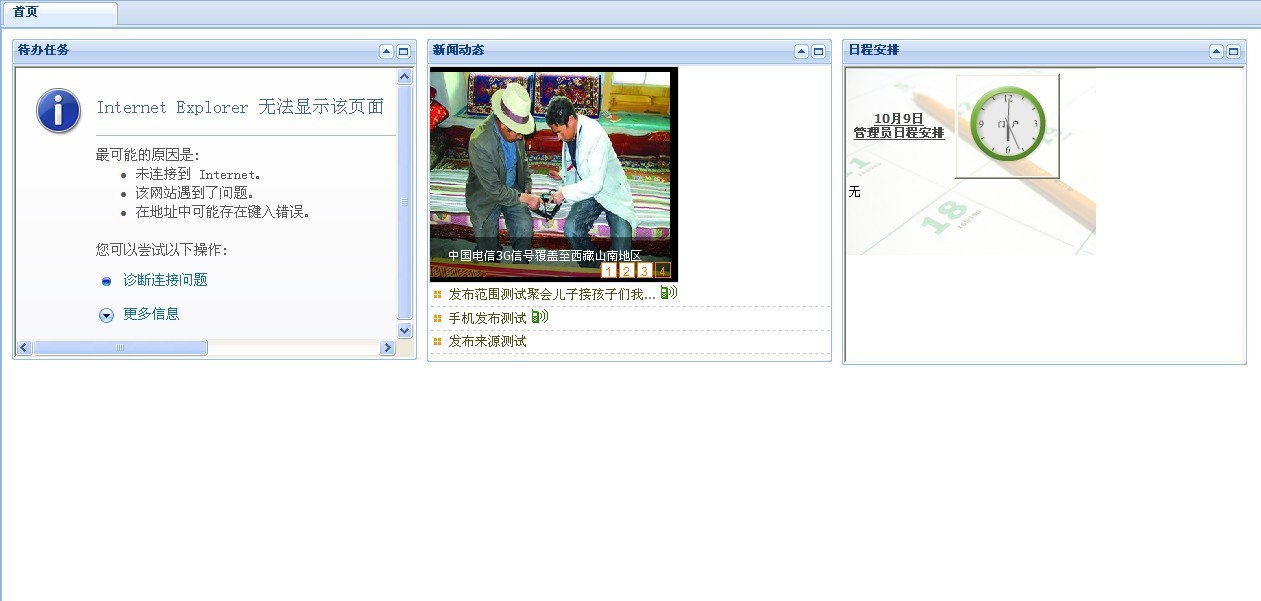 首页
待办任务
Internet Explorer 无法显示该页面
最可能的原因是:
未连接到 Internet。
该网站遇到了问题。
在地址中可能存在键入错误。
您可以尝试以下操作:
诊断连接问题
更多信息
新闻动态
中国电信3G信号覆盖至西藏山南地区
1 2 3 4
发布范围测试聚会儿子接孩子们我...
手机发布测试
发布来源测试
日程安排
10月9日
管理员日程安排
12
9 门户 3
6
无
18